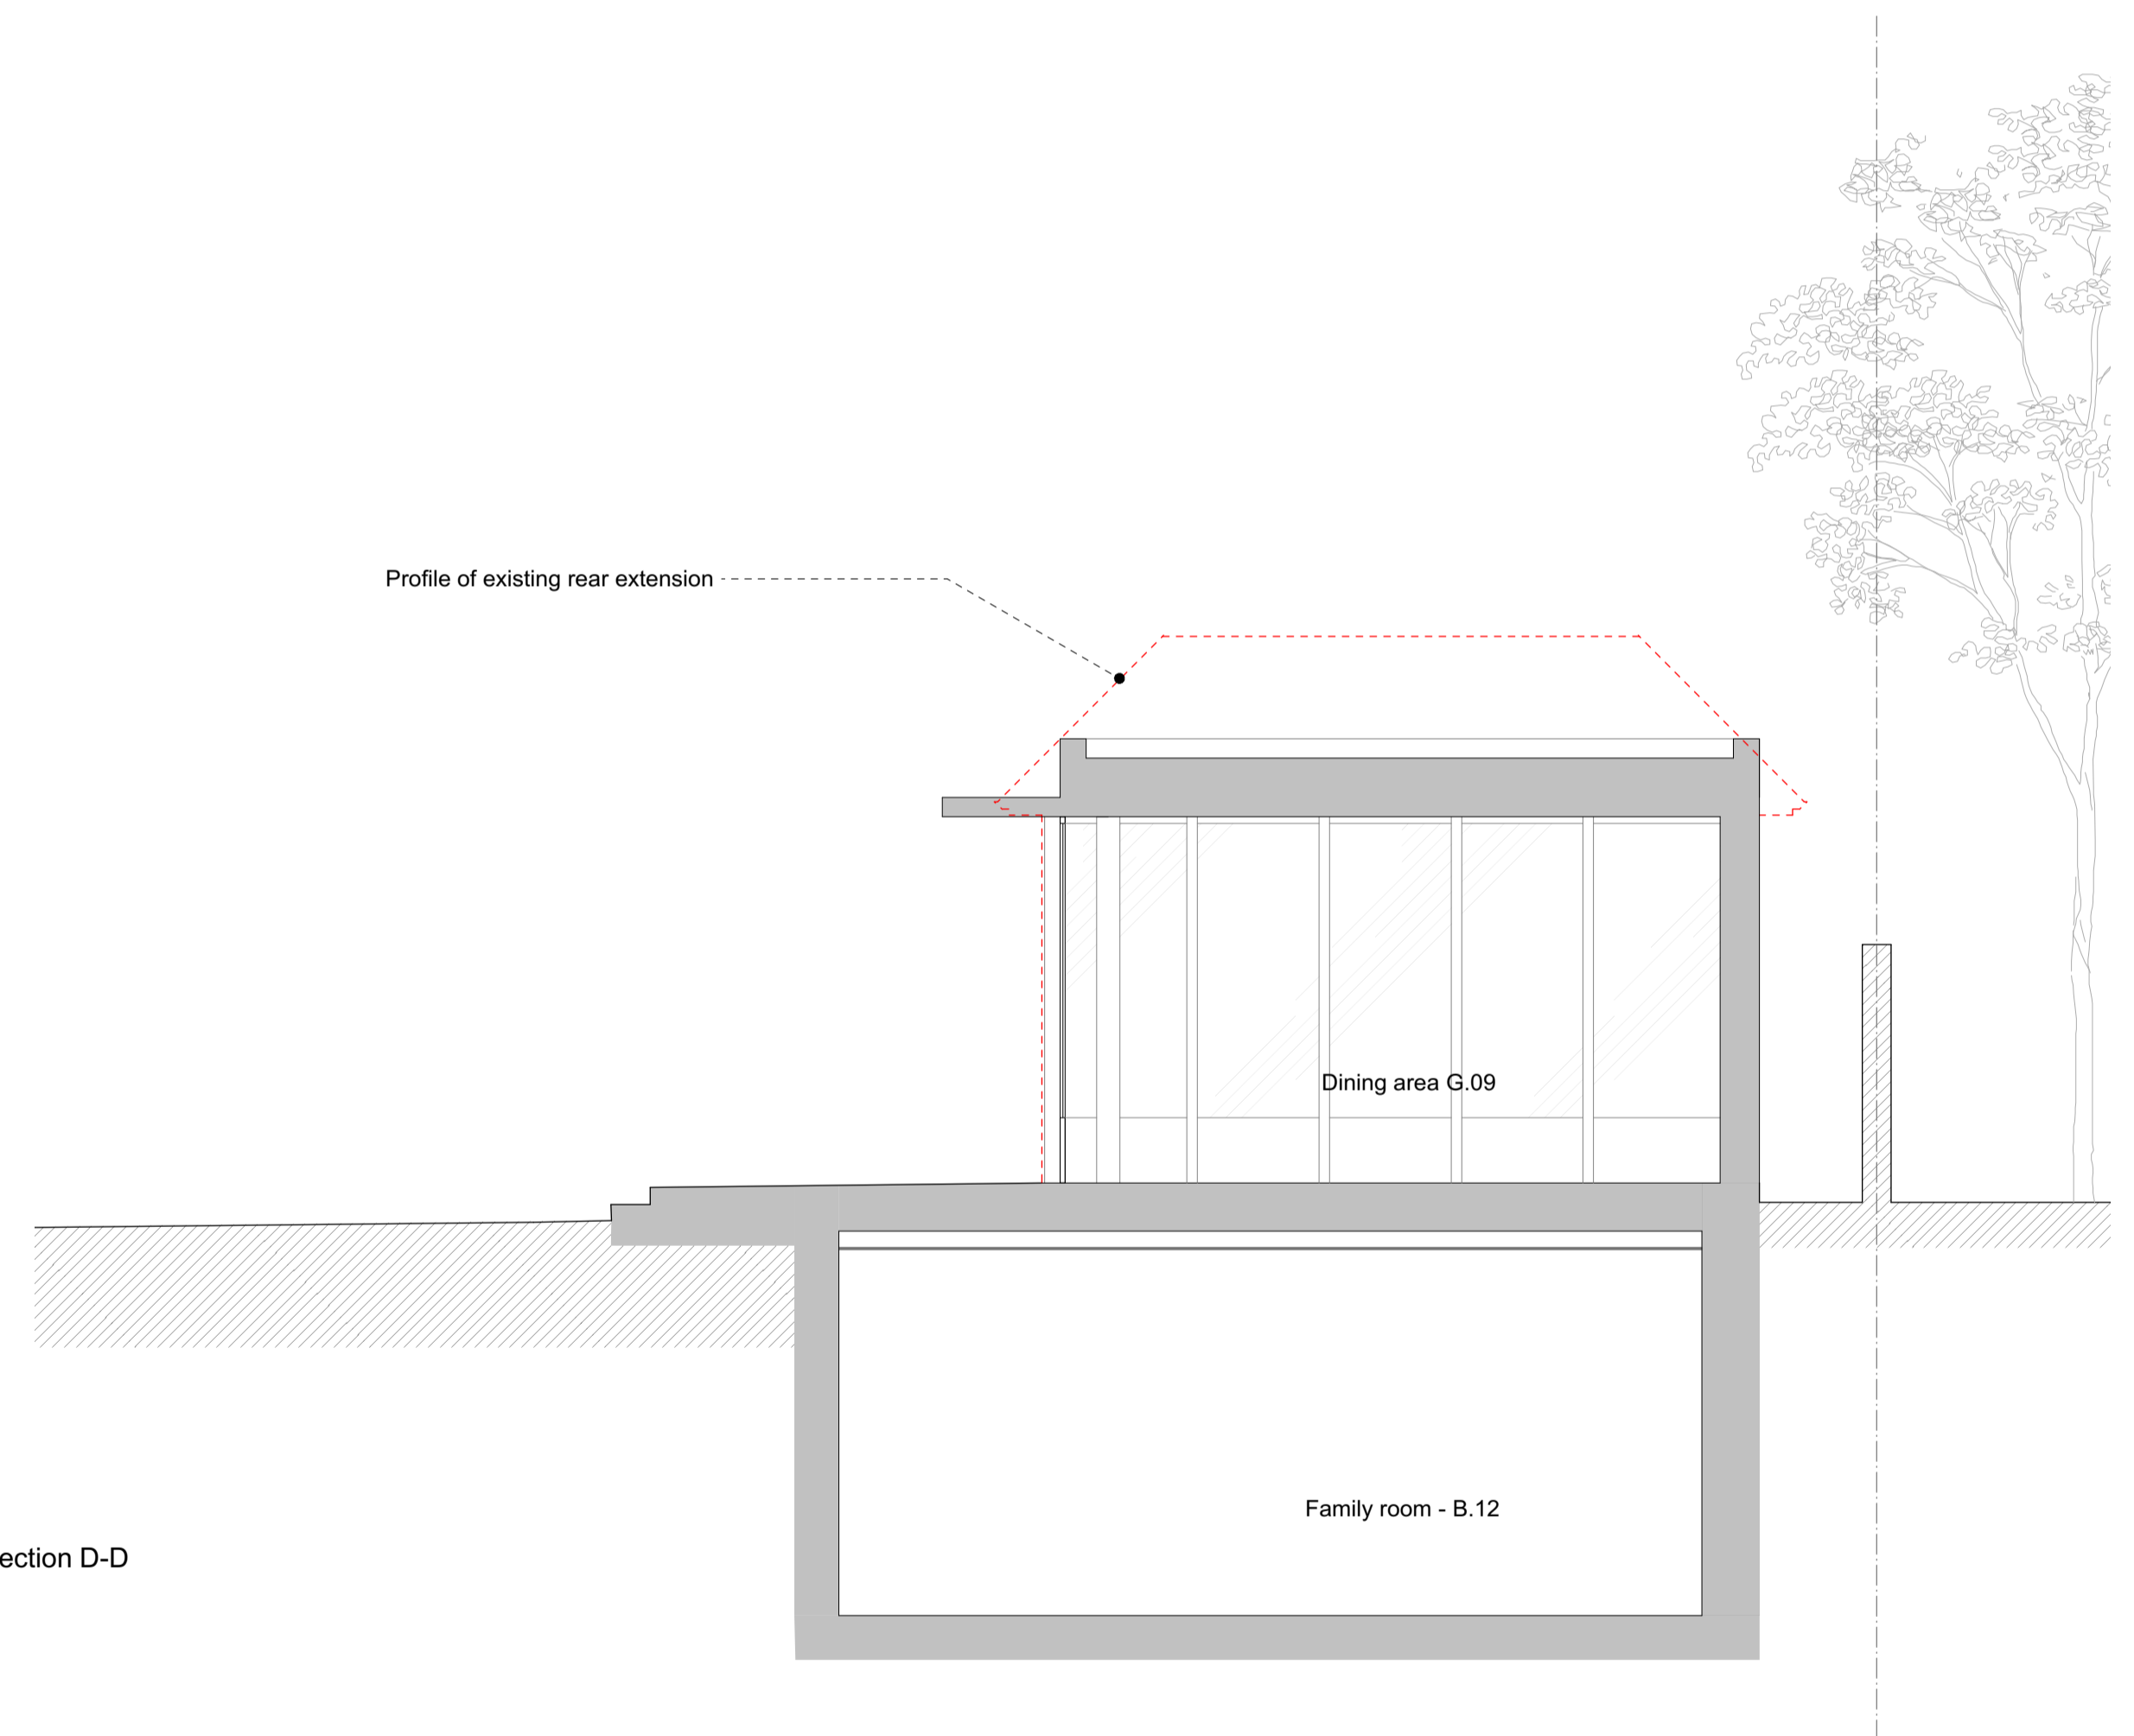 Profile of existing rear extension
Dining area G.09
Family room - B.12
ection D-D